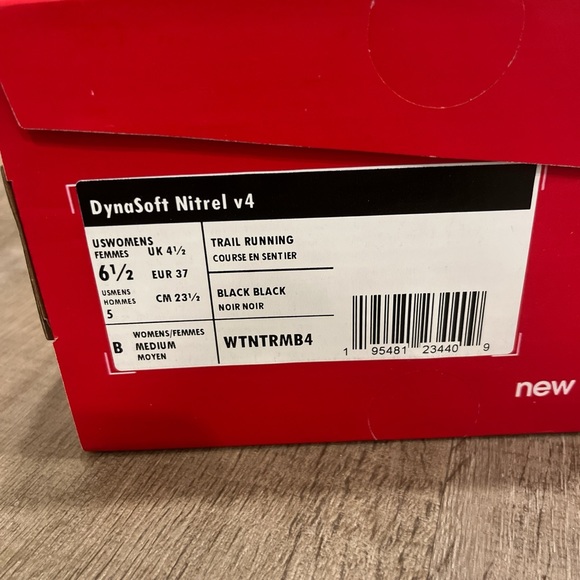 DynaSoft Nitrel v4
USWOMENS
FEMMES
UK 4½
6½
EUR 37
USMENS
HOMMES
5
CM 23½
TRAIL RUNNING
COURSE EN SENTIER
BLACK BLACK
NOIR NOIR
B
WOMENS/FEMMES
MEDIUM
MOYEN
WTNTRMB4
1 95481 23440 9
new